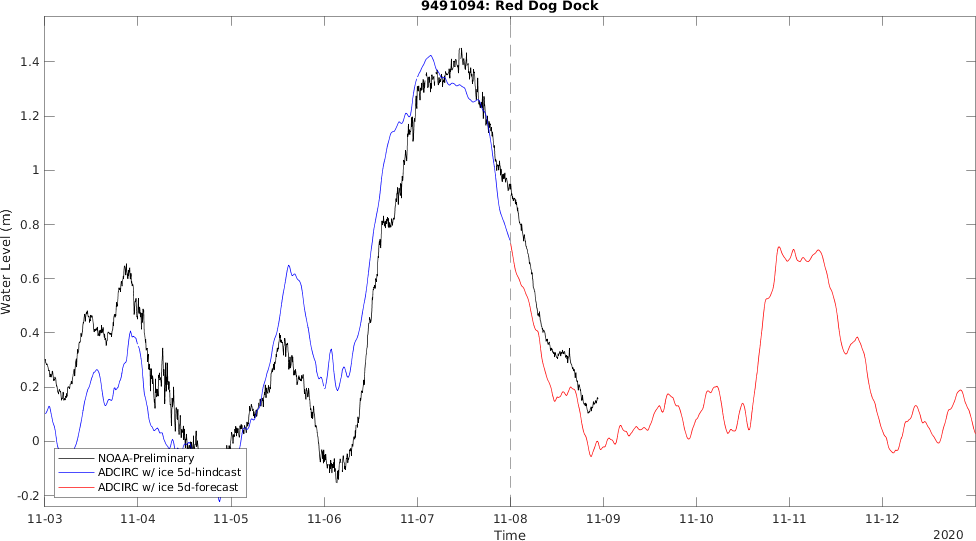 9491094: Red Dog Dock
1.4
1.2
1
0.8
0.6
0.4
0.2
0
-0.2
Water Level (m)
NOAA-Preliminary
ADCIRC w/ ice 5d-hindcast
ADCIRC w/ ice 5d-forecast
11-03 11-04 11-05 11-06 11-07 11-08 11-09 11-10 11-11 11-12
Time
2020